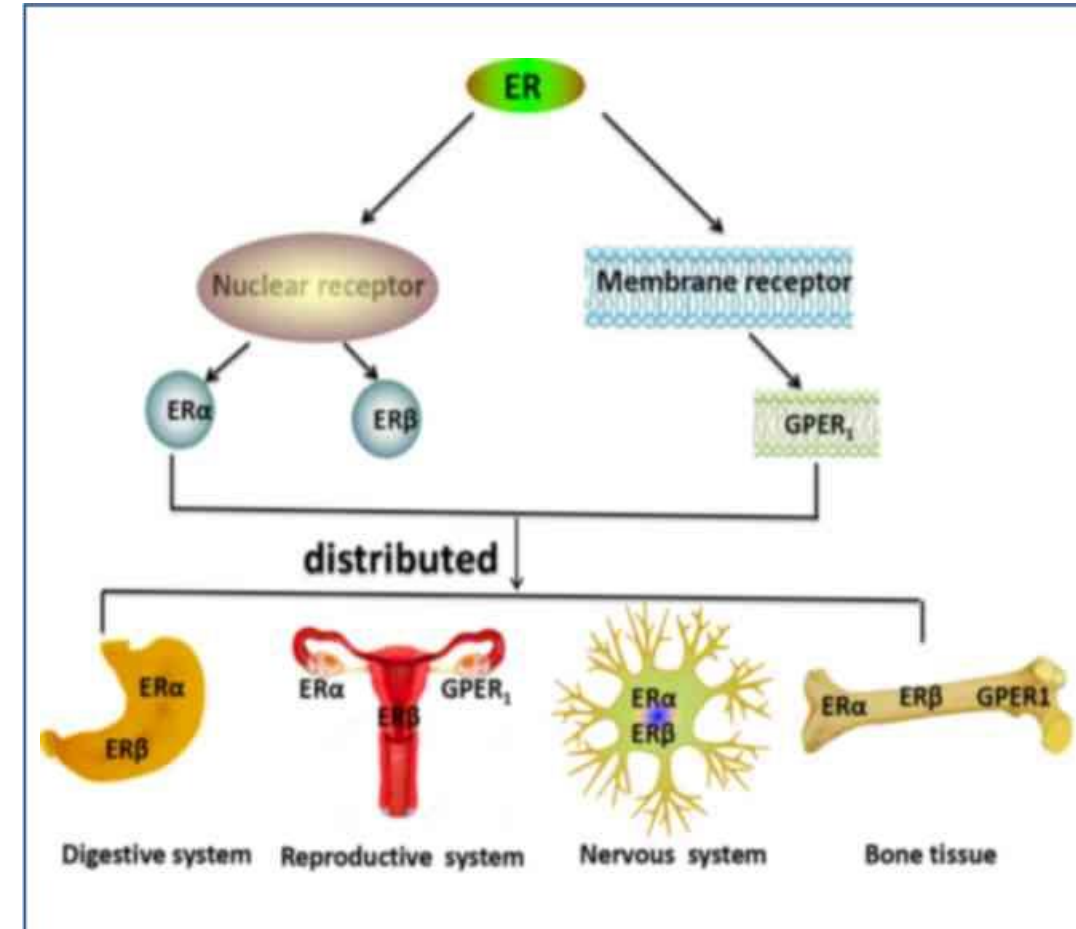 ER
Nuclear receptor
Membrane receptor
ERα
ERβ
GPER₁
distributed
ERα
ERβ
ERα
GPER₁
ERβ
ERα
ERβ
ERα
ERβ
GPER1
Digestive system
Reproductive system
Nervous system
Bone tissue